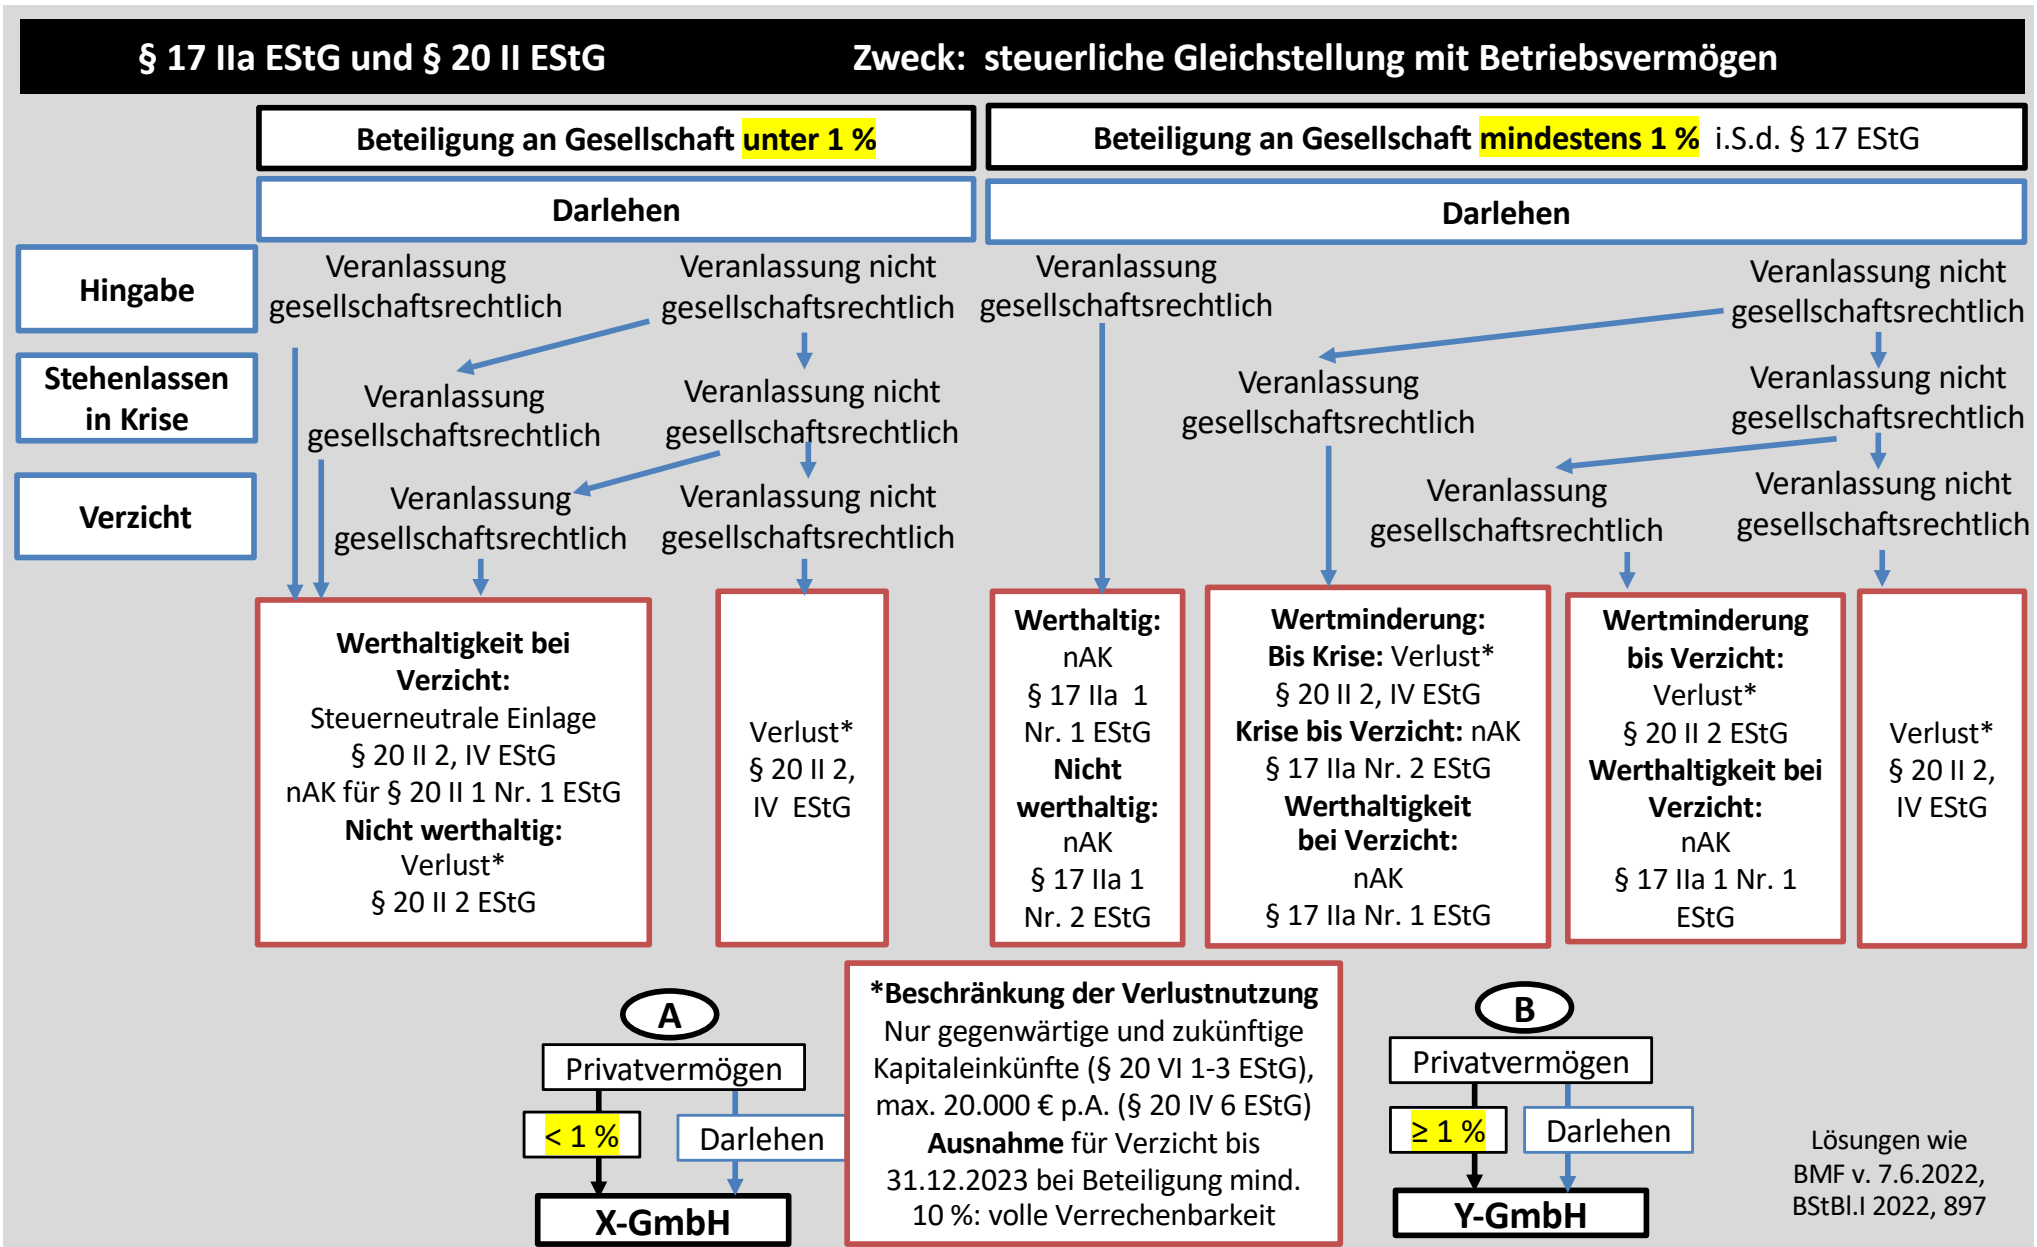 § 17 IIa EStG und § 20 II EStG Zweck: steuerliche Gleichstellung mit Betriebsvermögen
Beteiligung an Gesellschaft unter 1 %
Beteiligung an Gesellschaft mindestens 1 % i.S.d. § 17 EStG
Darlehen
Darlehen
Hingabe
Veranlassung
gesellschaftsrechtlich
Veranlassung nicht
gesellschaftsrechtlich
Veranlassung
gesellschaftsrechtlich
Veranlassung nicht
gesellschaftsrechtlich
Stehenlassen
in Krise
Veranlassung
gesellschaftsrechtlich
Veranlassung nicht
gesellschaftsrechtlich
Veranlassung
gesellschaftsrechtlich
Veranlassung nicht
gesellschaftsrechtlich
Verzicht
Veranlassung
gesellschaftsrechtlich
Veranlassung nicht
gesellschaftsrechtlich
Veranlassung
gesellschaftsrechtlich
Veranlassung nicht
gesellschaftsrechtlich
Werthaltigkeit bei
Verzicht:
Steuerneutrale Einlage
§ 20 II 2, IV EStG
nAK für § 20 II 1 Nr. 1 EStG
Nicht werthaltig:
Verlust*
§ 20 II 2 EStG
Verlust*
§ 20 II 2,
IV EStG
Werthaltig:
nAK
§ 17 IIa 1
Nr. 1 EStG
Nicht
werthaltig:
nAK
§ 17 IIa 1
Nr. 2 EStG
Wertminderung:
Bis Krise: Verlust*
§ 20 II 2, IV EStG
Krise bis Verzicht: nAK
§ 17 IIa Nr. 2 EStG
Werthaltigkeit
bei Verzicht:
nAK
§ 17 IIa Nr. 1 EStG
Wertminderung
bis Verzicht:
Verlust*
§ 20 II 2 EStG
Werthaltigkeit bei
Verzicht:
nAK
§ 17 IIa 1 Nr. 1
EStG
Verlust*
§ 20 II 2,
IV EStG
A
Privatvermögen
< 1 %
Darlehen
X-GmbH
*Beschränkung der Verlustnutzung
Nur gegenwärtige und zukünftige
Kapitaleinkünfte (§ 20 VI 1-3 EStG),
max. 20.000 € p.A. (§ 20 IV 6 EStG)
Ausnahme für Verzicht bis
31.12.2023 bei Beteiligung mind.
10 %: volle Verrechenbarkeit
B
Privatvermögen
≥ 1 %
Darlehen
Y-GmbH
Lösungen wie
BMF v. 7.6.2022,
BStBl.I 2022, 897